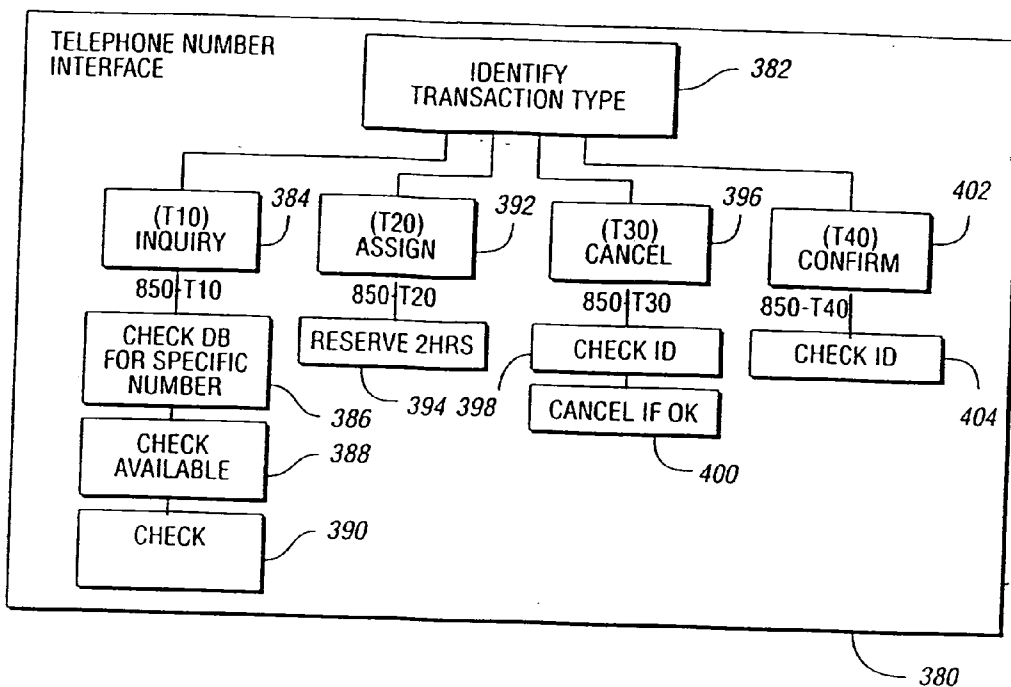 TELEPHONE NUMBER
INTERFACE
IDENTIFY
TRANSACTION TYPE
382
(T10)
INQUIRY
384
(T20)
ASSIGN
392
(T30)
CANCEL
396
(T40)
CONFIRM
402
850-T10
850-T20
850-T30
850-T40
CHECK DB
FOR SPECIFIC
NUMBER
386
RESERVE 2HRS
394
CHECK ID
398
CHECK ID
404
CANCEL IF OK
400
CHECK
AVAILABLE
388
CHECK
390
380